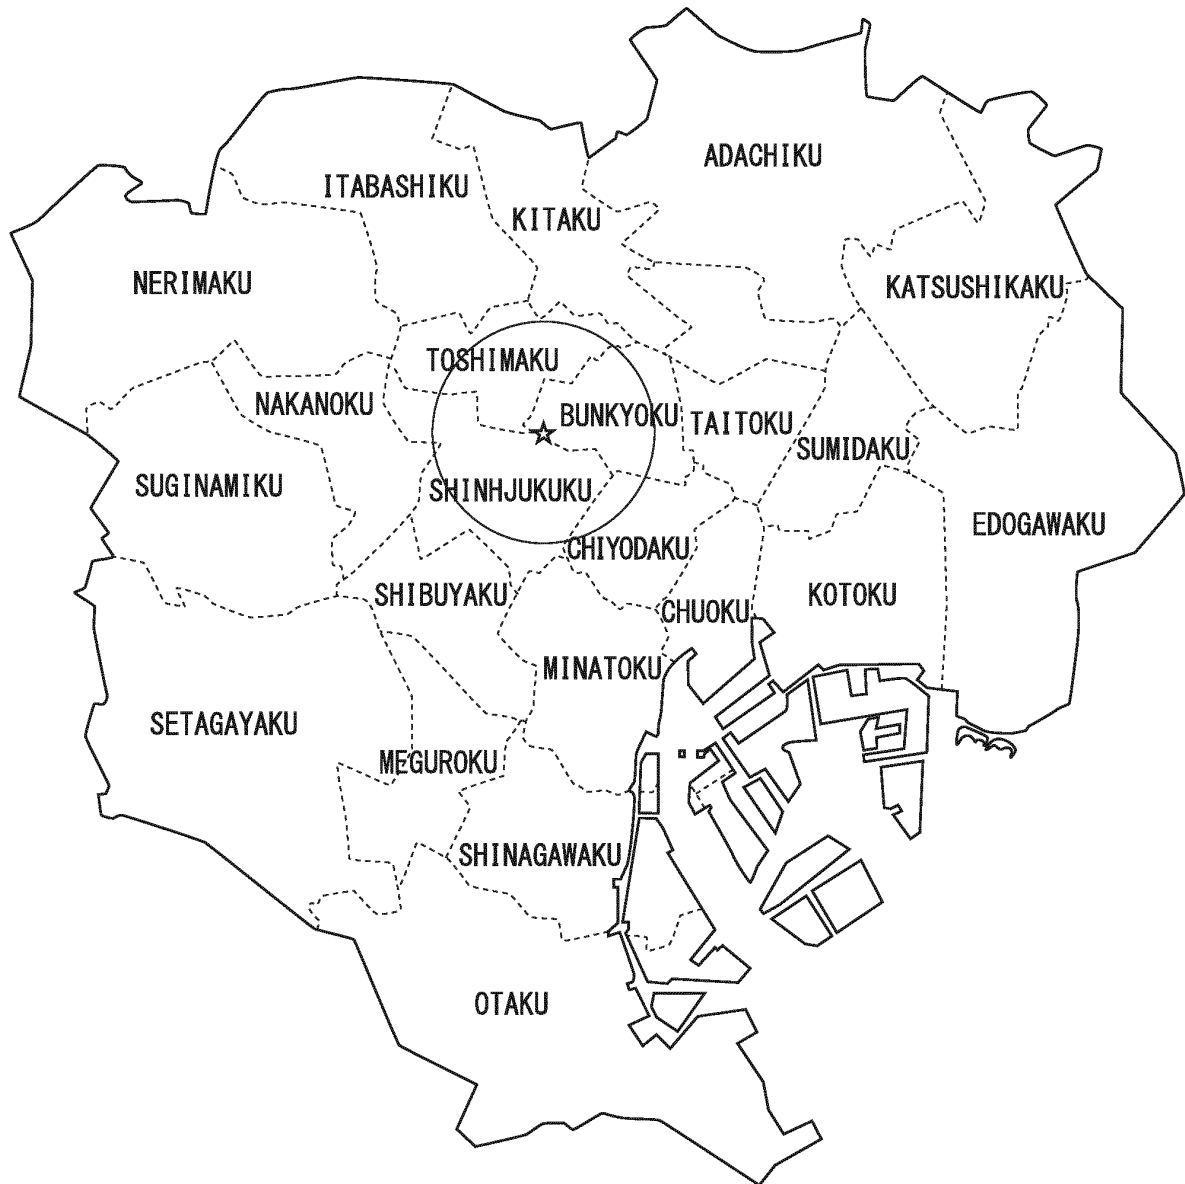 ADACHIKU
ITABASHIKU
KITAKU
NERIMAKU
KATSUSHIKAKU
TOSHIMAKU
NAKANOKU
BUNKYOKU
TAITOKU
SUMIDAKU
SUGINAMIKU
SHINHJUKUKU
EDOGAWAKU
CHIYODAKU
SHIBUYAKU
CHUOKU
KOTOKU
MINATOKU
SETAGAYAKU
MEGUROKU
SHINAGAWAKU
OTAKU